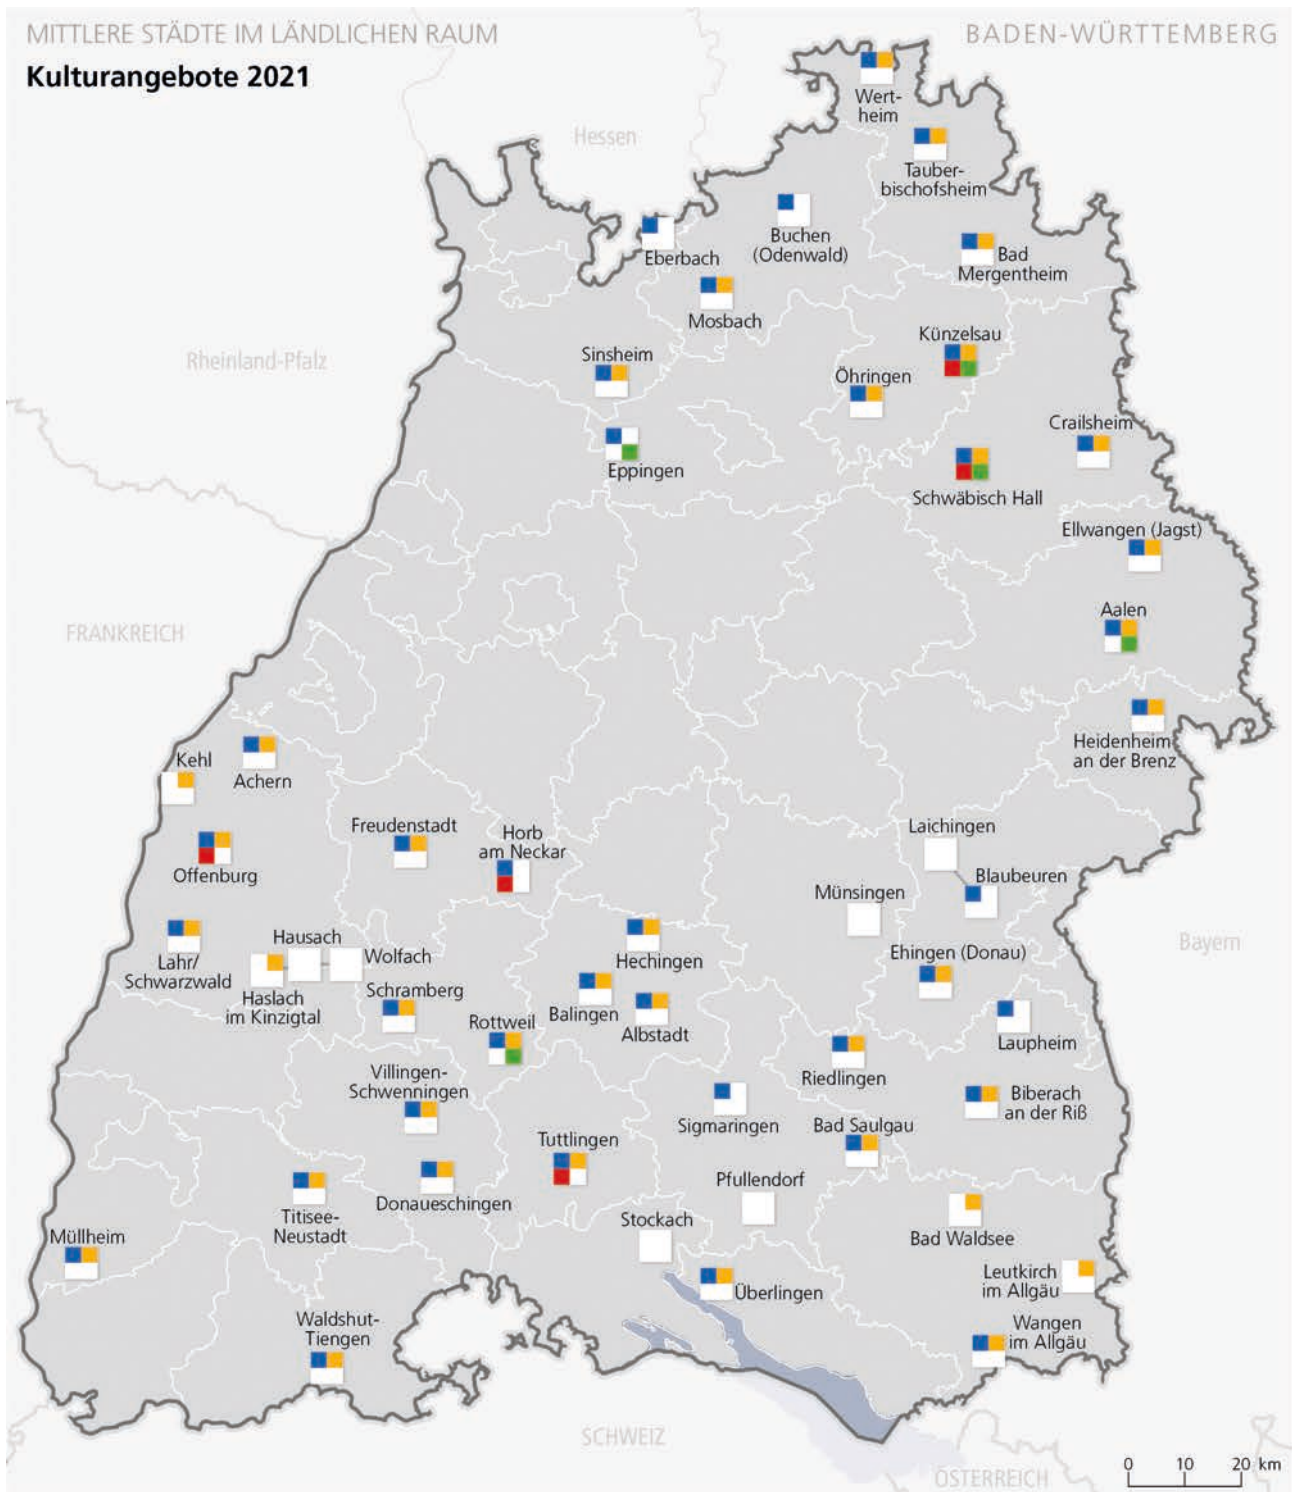 MITTLERE STÄDTE IM LÄNDLICHEN RAUM
BADEN-WÜRTTEMBERG
Kulturangebote 2021
Wert-
heim
Hessen
Tauber-
bischofsheim
Buchen
(Odenwald)
Eberbach
Bad
Mergentheim
Mosbach
Künzelsau
Rheinland-Pfalz
Sinsheim
Öhringen
Crailsheim
Eppingen
Schwäbisch Hall
Ellwangen (Jagst)
Aalen
FRANKREICH
Heidenheim
an der Brenz
Kehl
Achern
Freudenstadt
Horb
am Neckar
Laichingen
Offenburg
Blaubeuren
Münsingen
Hausach
Wolfach
Bayern
Lahr/
Schwarzwald
Hechingen
Ehingen (Donau)
Haslach
im Kinzigtal
Schramberg
Balingen
Albstadt
Rottweil
Laupheim
Villingen-
Schwenningen
Riedlingen
Biberach
an der Riß
Sigmaringen
Bad Saulgau
Tuttlingen
Pfullendorf
Donaueschingen
Titisee-
Neustadt
Stockach
Müllheim
Bad Waldsee
Leutkirch
im Allgäu
Überlingen
Waldshut-
Tiengen
Wangen
im Allgäu
SCHWEIZ
ÖSTERREICH
0 10 20 km